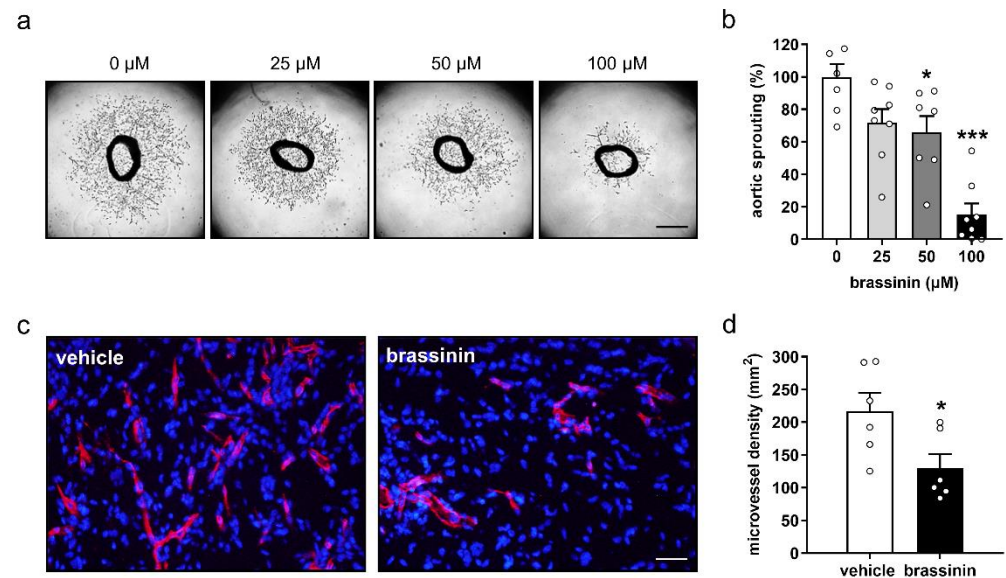 a
0 µM 25 µM 50 µM 100 µM
b
120
100
80
60
40
20
0
aortic sprouting (%)
*
***
0 25 50 100
brassinin (µM)
c
vehicle
brassinin
d
300
250
200
150
100
50
0
microvessel density (mm²)
*
vehicle brassinin